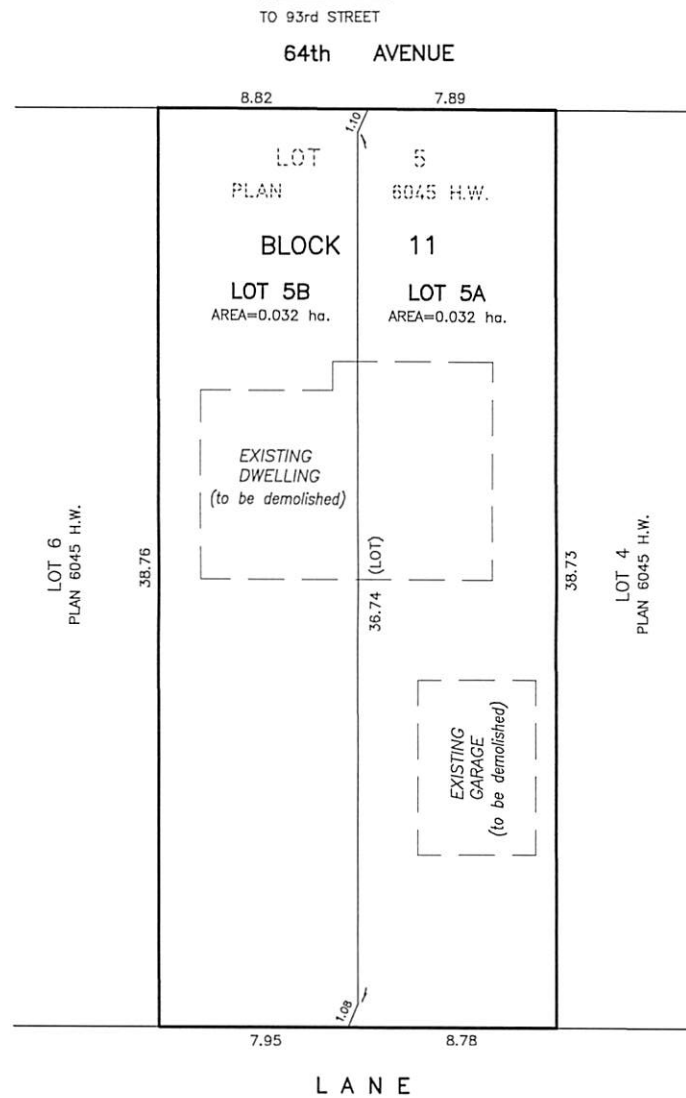 TO 93rd STREET
64th AVENUE
8.82 7.89
1.10
LOT 5
PLAN 6045 H.W.
BLOCK 11
LOT 5B
AREA=0.032 ha.
LOT 5A
AREA=0.032 ha.
EXISTING
DWELLING
(to be demolished)
LOT 6
PLAN 6045 H.W.
38.76
36.74 (LOT)
38.73
LOT 4
PLAN 6045 H.W.
EXISTING
GARAGE
(to be demolished)
1.08
7.95 8.78
LANE